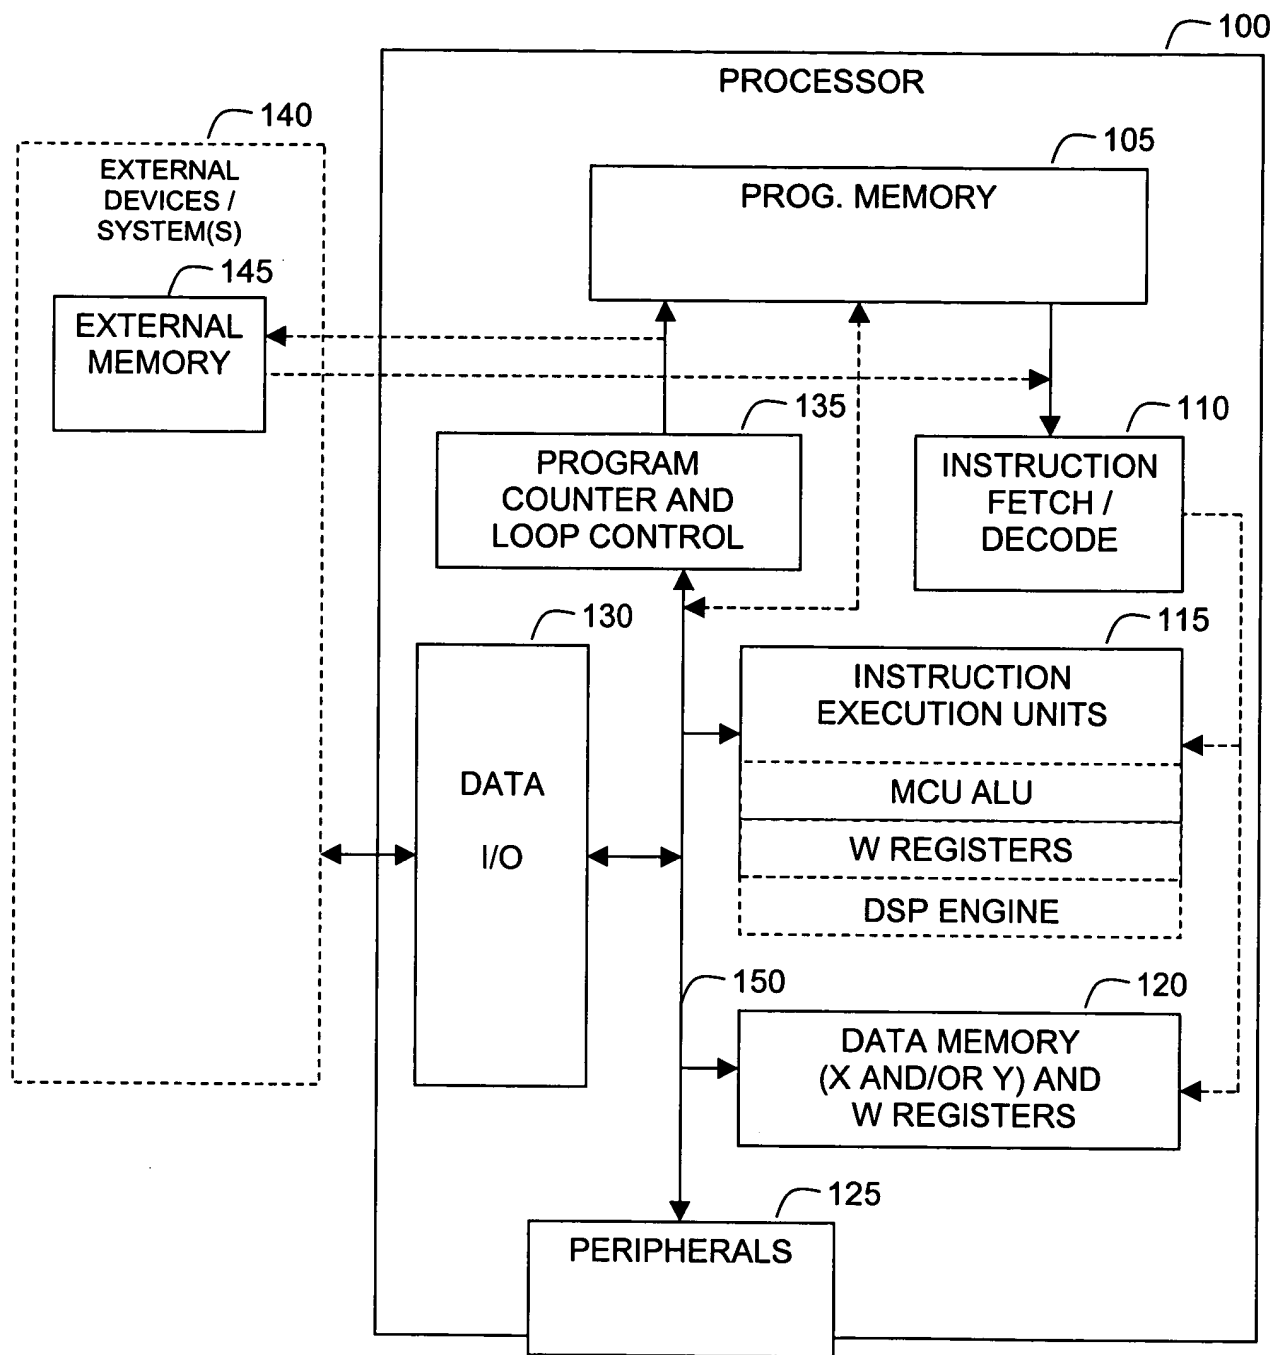 100
PROCESSOR
140
EXTERNAL
DEVICES /
SYSTEM(S)
105
PROG. MEMORY
145
EXTERNAL
MEMORY
135
PROGRAM
COUNTER AND
LOOP CONTROL
110
INSTRUCTION
FETCH /
DECODE
130
DATA
I/O
115
INSTRUCTION
EXECUTION UNITS
MCU ALU
W REGISTERS
DSP ENGINE
150
120
DATA MEMORY
(X AND/OR Y) AND
W REGISTERS
125
PERIPHERALS